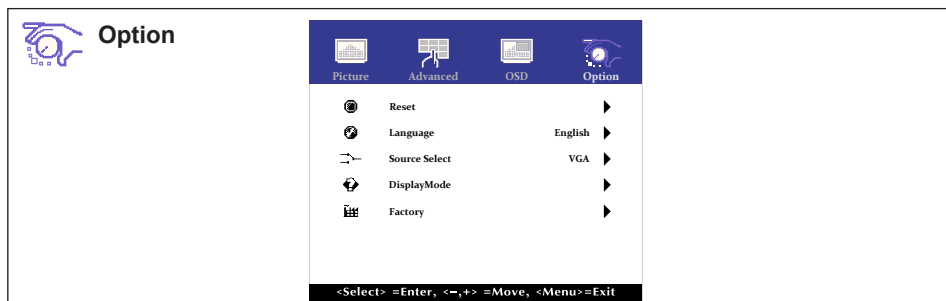 Option
Picture Advanced OSD Option
Reset
Language English
Source Select VGA
DisplayMode
Factory
<Select> =Enter, <−,+> =Move, <Menu>=Exit